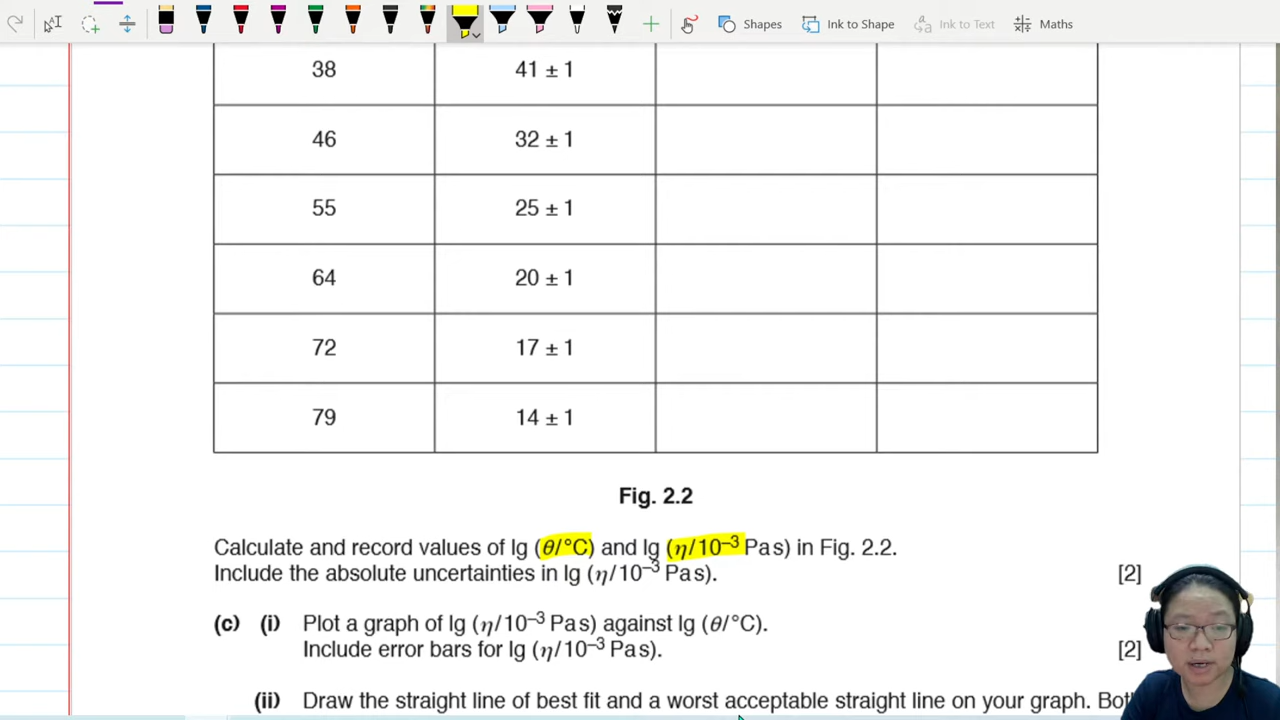 Shapes Ink to Shape Ink to Text Maths
38 41 ± 1
46 32 ± 1
55 25 ± 1
64 20 ± 1
72 17 ± 1
79 14 ± 1
Fig. 2.2
Calculate and record values of lg (θ/°C) and lg (η/10⁻³ Pa s) in Fig. 2.2.
Include the absolute uncertainties in lg (η/10⁻³ Pa s). [2]
(c) (i) Plot a graph of lg (η/10⁻³ Pa s) against lg (θ/°C).
Include error bars for lg (η/10⁻³ Pa s). [2]
(ii) Draw the straight line of best fit and a worst acceptable straight line on your graph.